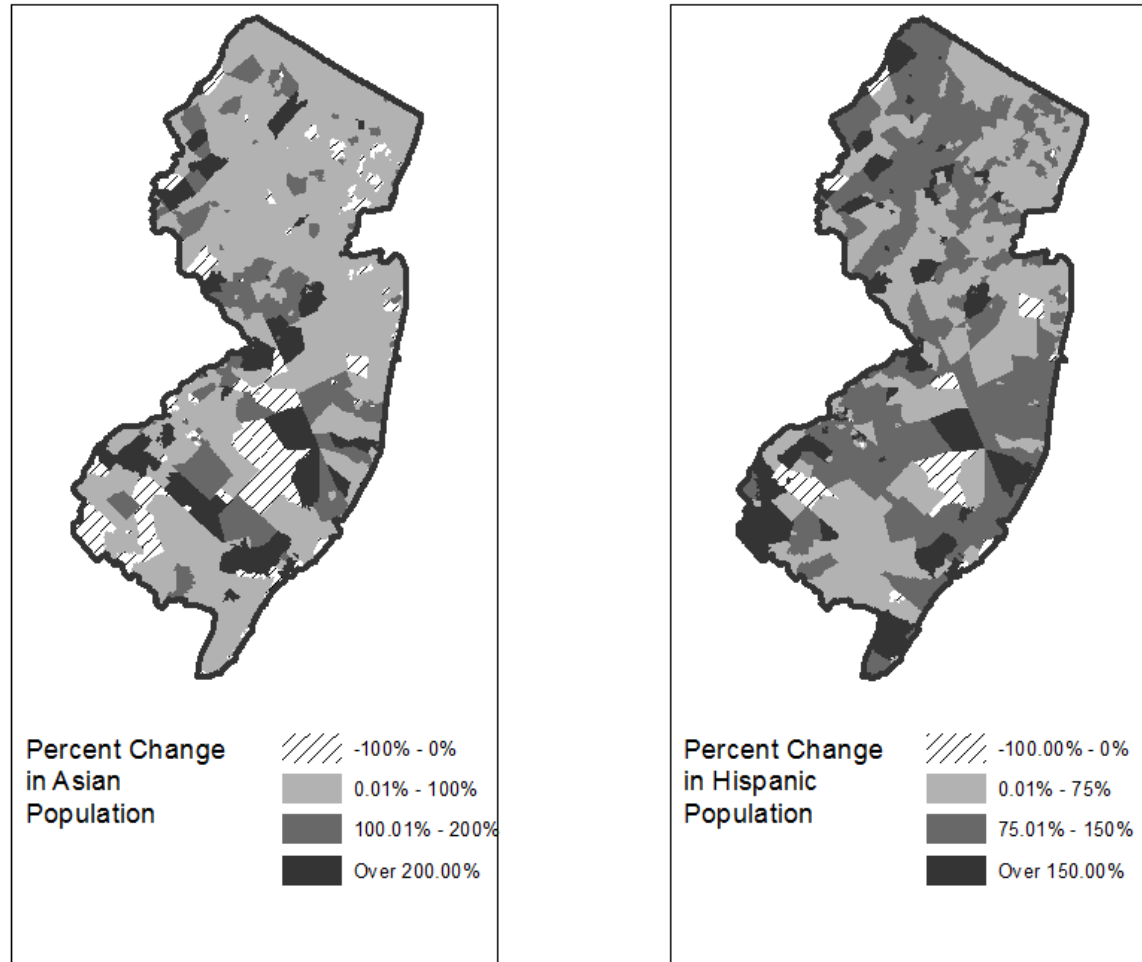 Percent Change
in Asian
Population
-100% - 0%
0.01% - 100%
100.01% - 200%
Over 200.00%
Percent Change
in Hispanic
Population
-100.00% - 0%
0.01% - 75%
75.01% - 150%
Over 150.00%